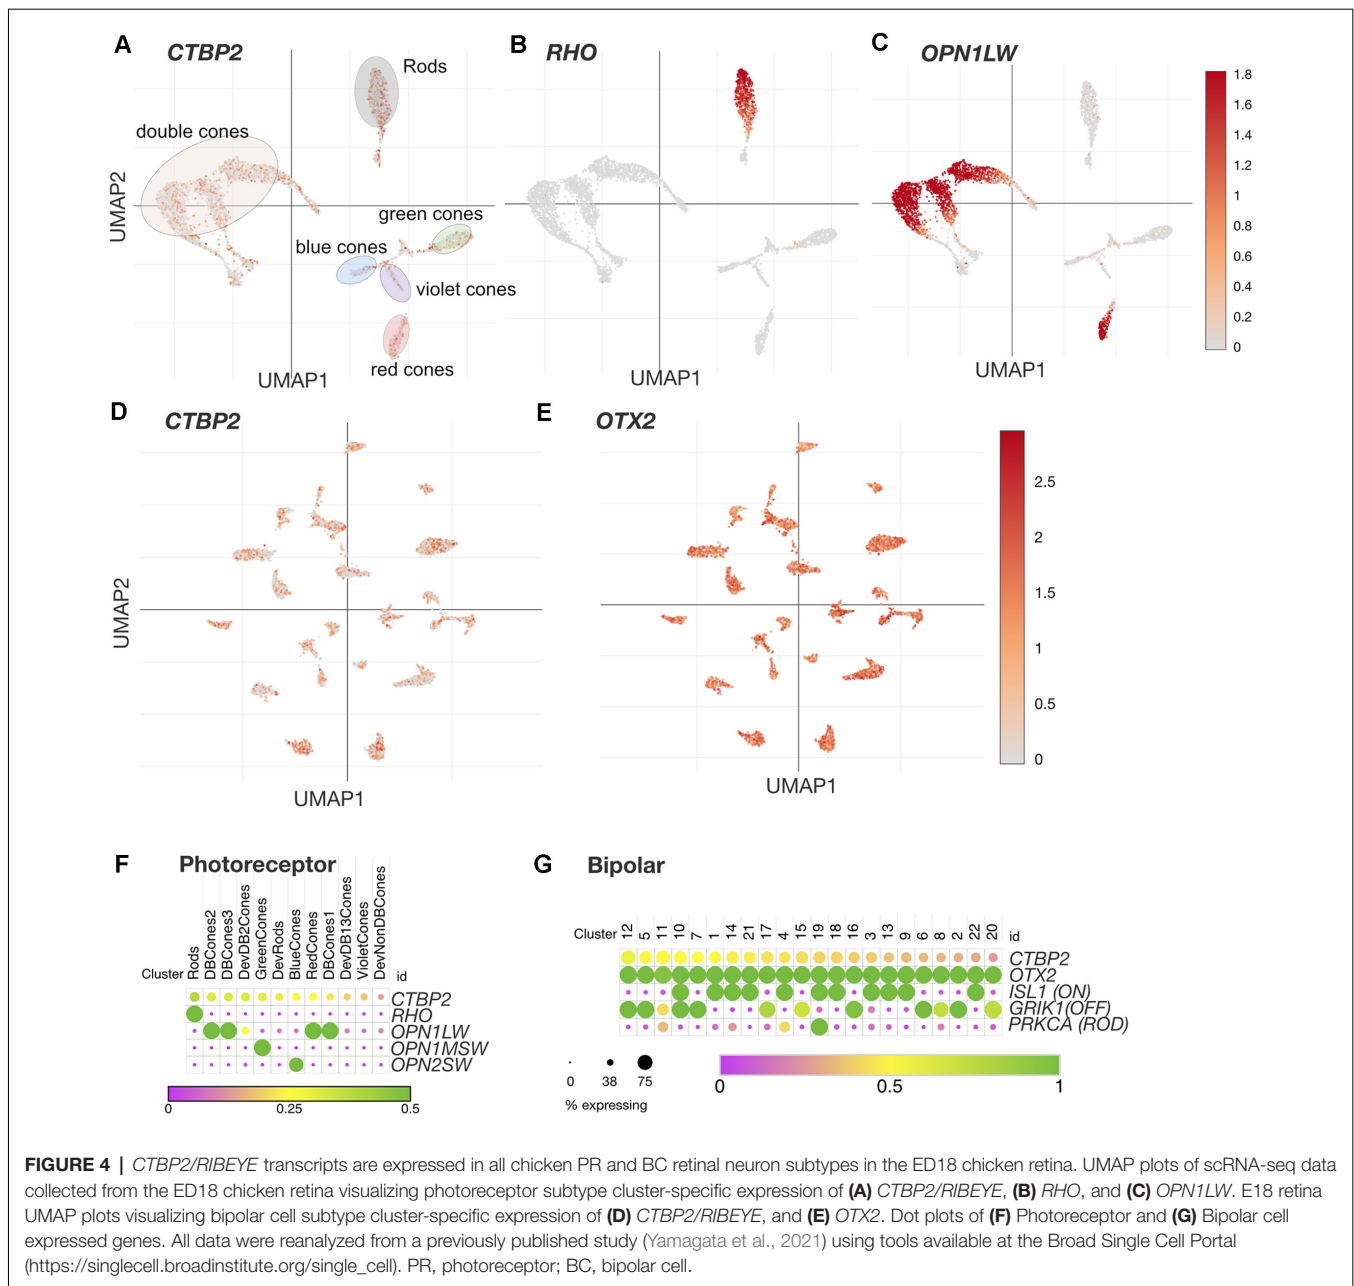 A
CTBP2
Rods
double cones
green cones
blue cones
violet cones
red cones
UMAP2
UMAP1
B
RHO
UMAP1
C
OPN1LW
UMAP1
1.8
1.6
1.4
1.2
1
0.8
0.6
0.4
0.2
0
D
CTBP2
UMAP2
UMAP1
E
OTX2
UMAP1
2.5
2
1.5
1
0.5
0
F
Photoreceptor
Cluster Rods DBCones2 DBCones3 DevDB2Cones GreenCones DevRods BlueCones RedCones DBCones1 DevDB13Cones VioletCones DevNonDBCones id
CTBP2
RHO
OPN1LW
OPN1MSW
OPN2SW
0 0.25 0.5
G
Bipolar
Cluster 12 5 11 10 7 1 14 21 17 4 15 19 18 16 3 13 9 6 8 2 22 20 id
CTBP2
OTX2
ISL1 (ON)
GRIK1(OFF)
PRKCA (ROD)
0 38 75
% expressing
0 0.5 1
FIGURE 4 | CTBP2/RIBEYE transcripts are expressed in all chicken PR and BC retinal neuron subtypes in the ED18 chicken retina. UMAP plots of scRNA-seq data
collected from the ED18 chicken retina visualizing photoreceptor subtype cluster-specific expression of (A) CTBP2/RIBEYE, (B) RHO, and (C) OPN1LW. E18 retina
UMAP plots visualizing bipolar cell subtype cluster-specific expression of (D) CTBP2/RIBEYE, and (E) OTX2. Dot plots of (F) Photoreceptor and (G) Bipolar cell
expressed genes. All data were reanalyzed from a previously published study (Yamagata et al., 2021) using tools available at the Broad Single Cell Portal
(https://singlecell.broadinstitute.org/single_cell). PR, photoreceptor; BC, bipolar cell.